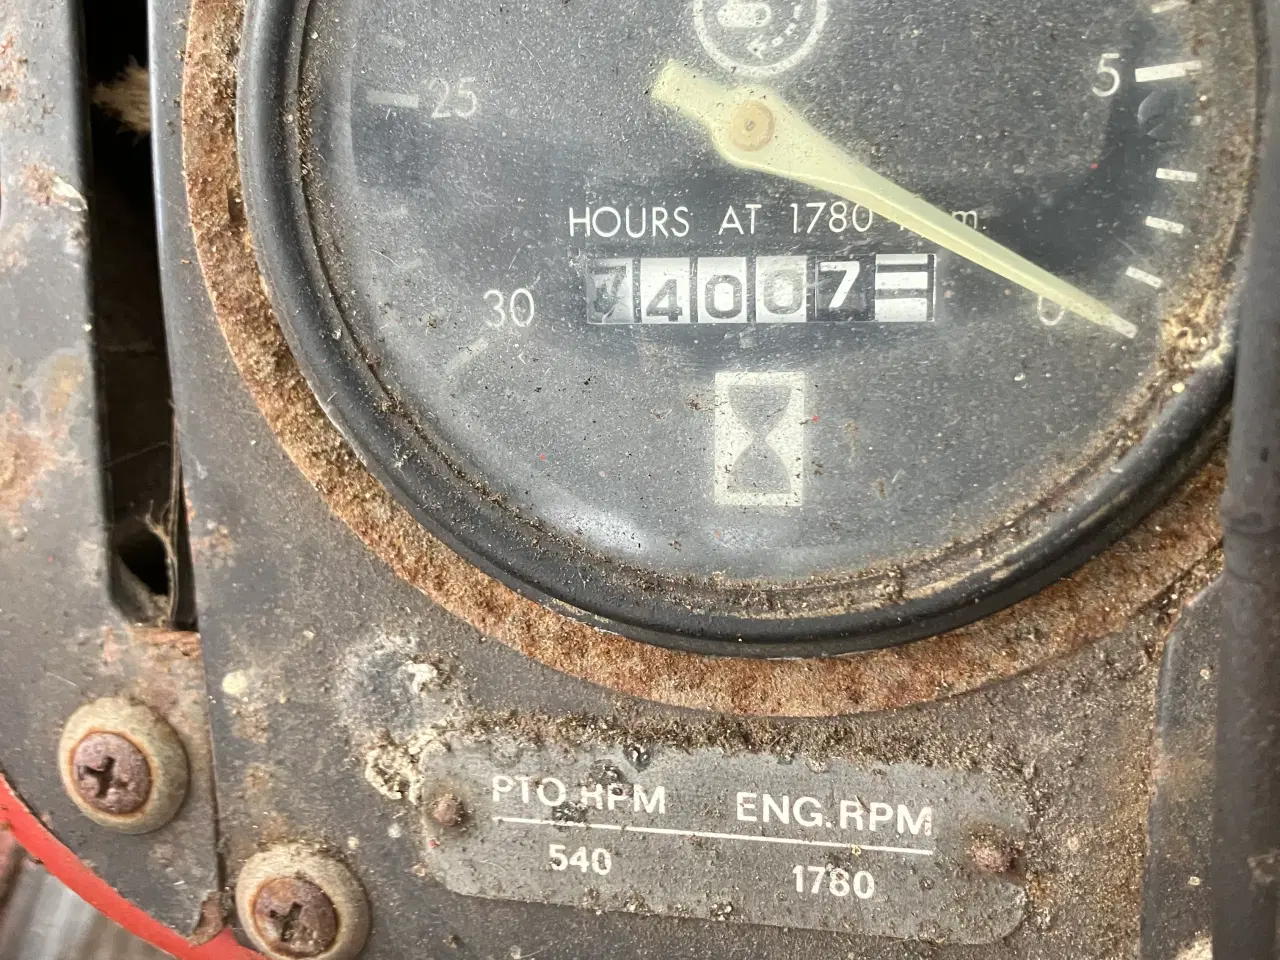 5
25
HOURS AT 1780 r.p.m.
74007
30 0
PTO RPM ENG.RPM
540 1780